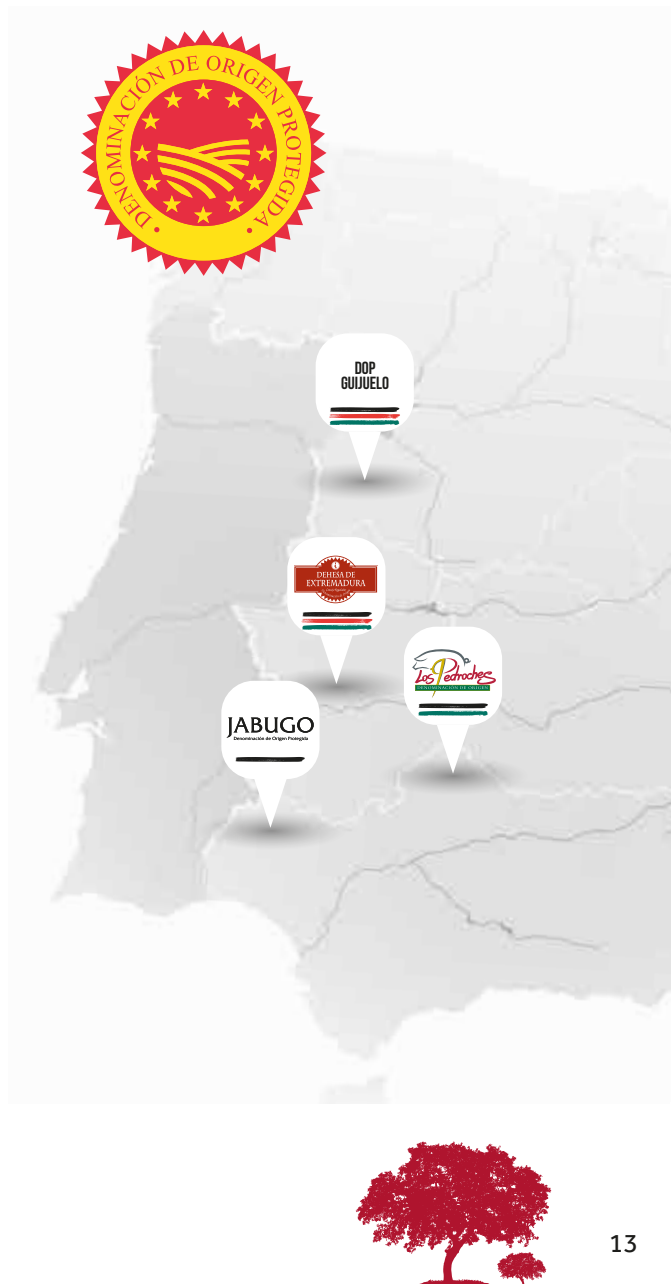 · DENOMINACIÓN DE ORIGEN PROTEGIDA ·
DOP
GUIJUELO
DEHESA DE
EXTREMADURA
Los Pedroches
DENOMINACIÓN DE ORIGEN
JABUGO
Denominación de Origen Protegida
13